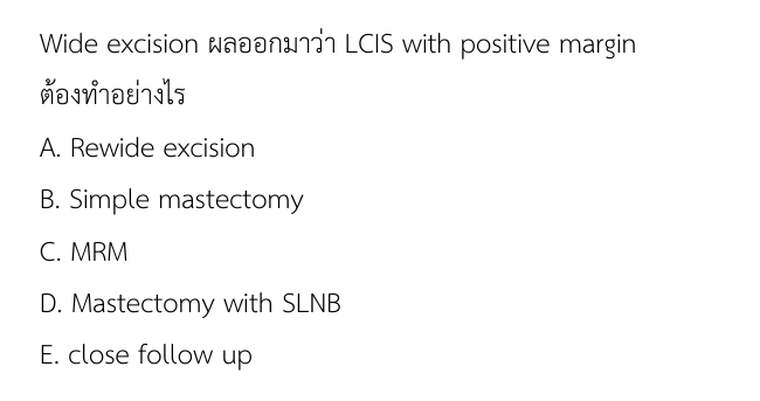 Wide excision ผลออกมาว่า LCIS with positive margin
ต้องทำอย่างไร
A. Rewide excision
B. Simple mastectomy
C. MRM
D. Mastectomy with SLNB
E. close follow up